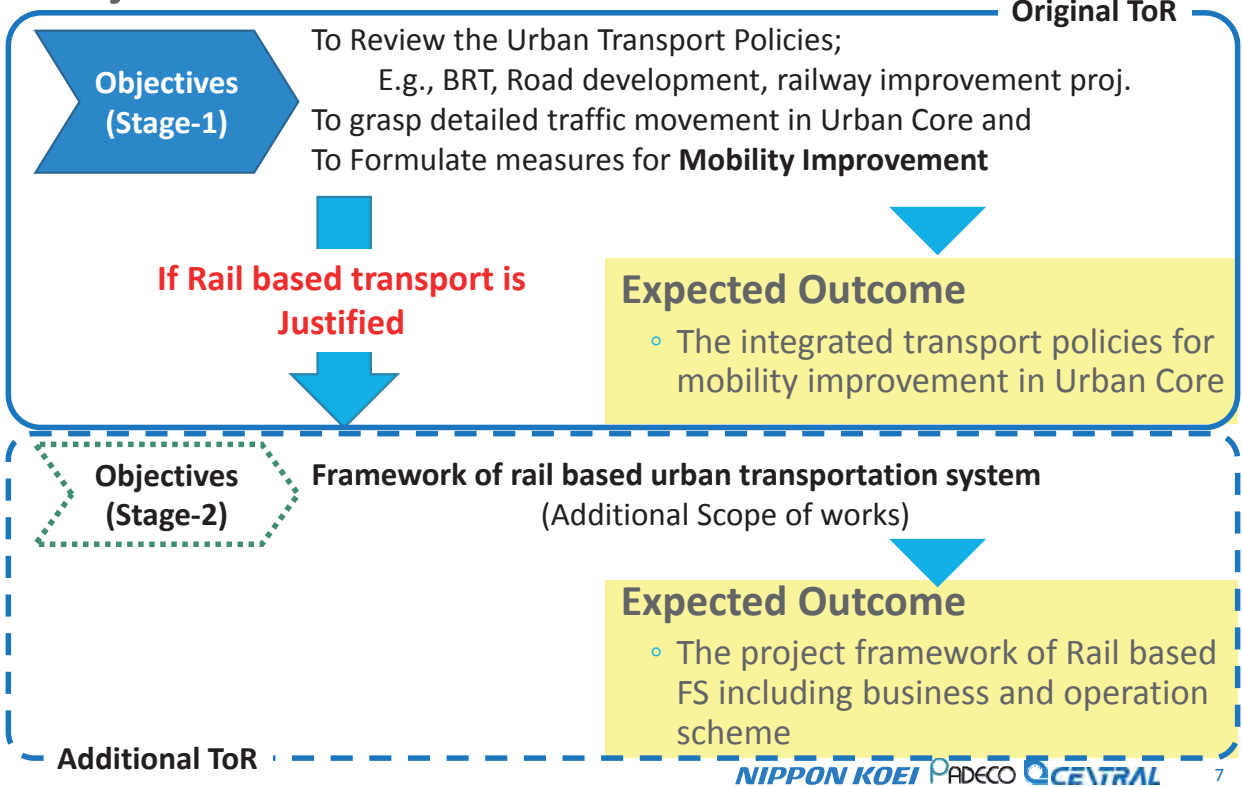 Original ToR
Objectives
(Stage-1)
To Review the Urban Transport Policies;
E.g., BRT, Road development, railway improvement proj.
To grasp detailed traffic movement in Urban Core and
To Formulate measures for Mobility Improvement
If Rail based transport is
Justified
Expected Outcome
◦ The integrated transport policies for
mobility improvement in Urban Core
Objectives
(Stage-2)
Framework of rail based urban transportation system
(Additional Scope of works)
Expected Outcome
◦ The project framework of Rail based
FS including business and operation
scheme
Additional ToR
NIPPON KOEI PADECO CENTRAL 7